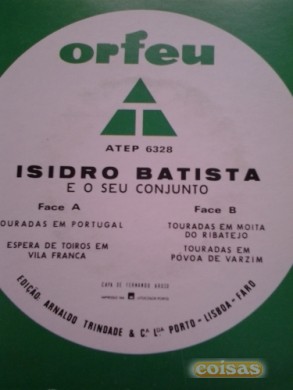 orfeu
ATEP 6328
ISIDRO BATISTA
E O SEU CONJUNTO
Face A
OURADAS EM PORTUGAL
ESPERA DE TOIROS EM
VILA FRANCA
Face B
TOURADAS EM MOITA
DO RIBATEJO
TOURADAS EM
PÓVOA DE VARZIM
CAPA DE FERNANDO
EDIÇÃO: ARNALDO TRINDADE & Cª Lda PORTO - LISBOA - FARO
coisas